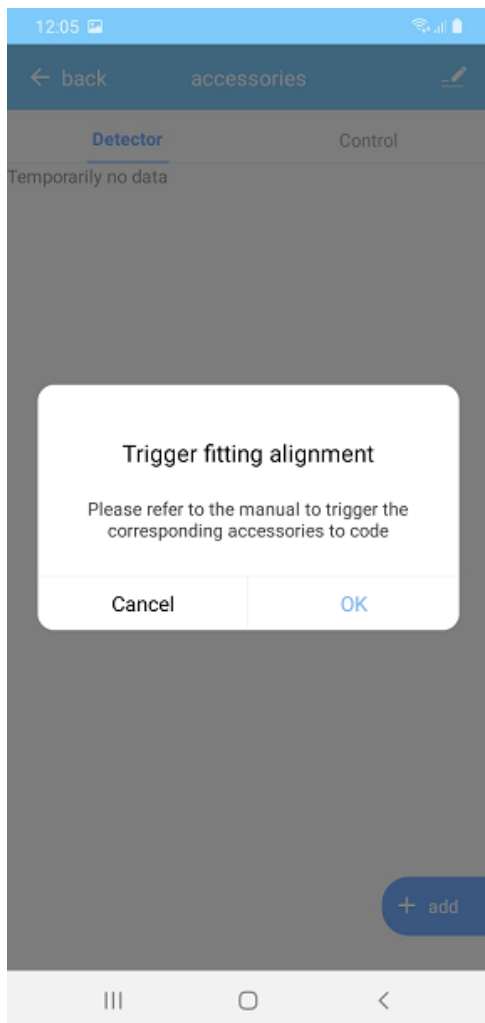 12:05
back accessories
Detector Control
Temporarily no data
Trigger fitting alignment
Please refer to the manual to trigger the
corresponding accessories to code
Cancel OK
+ add